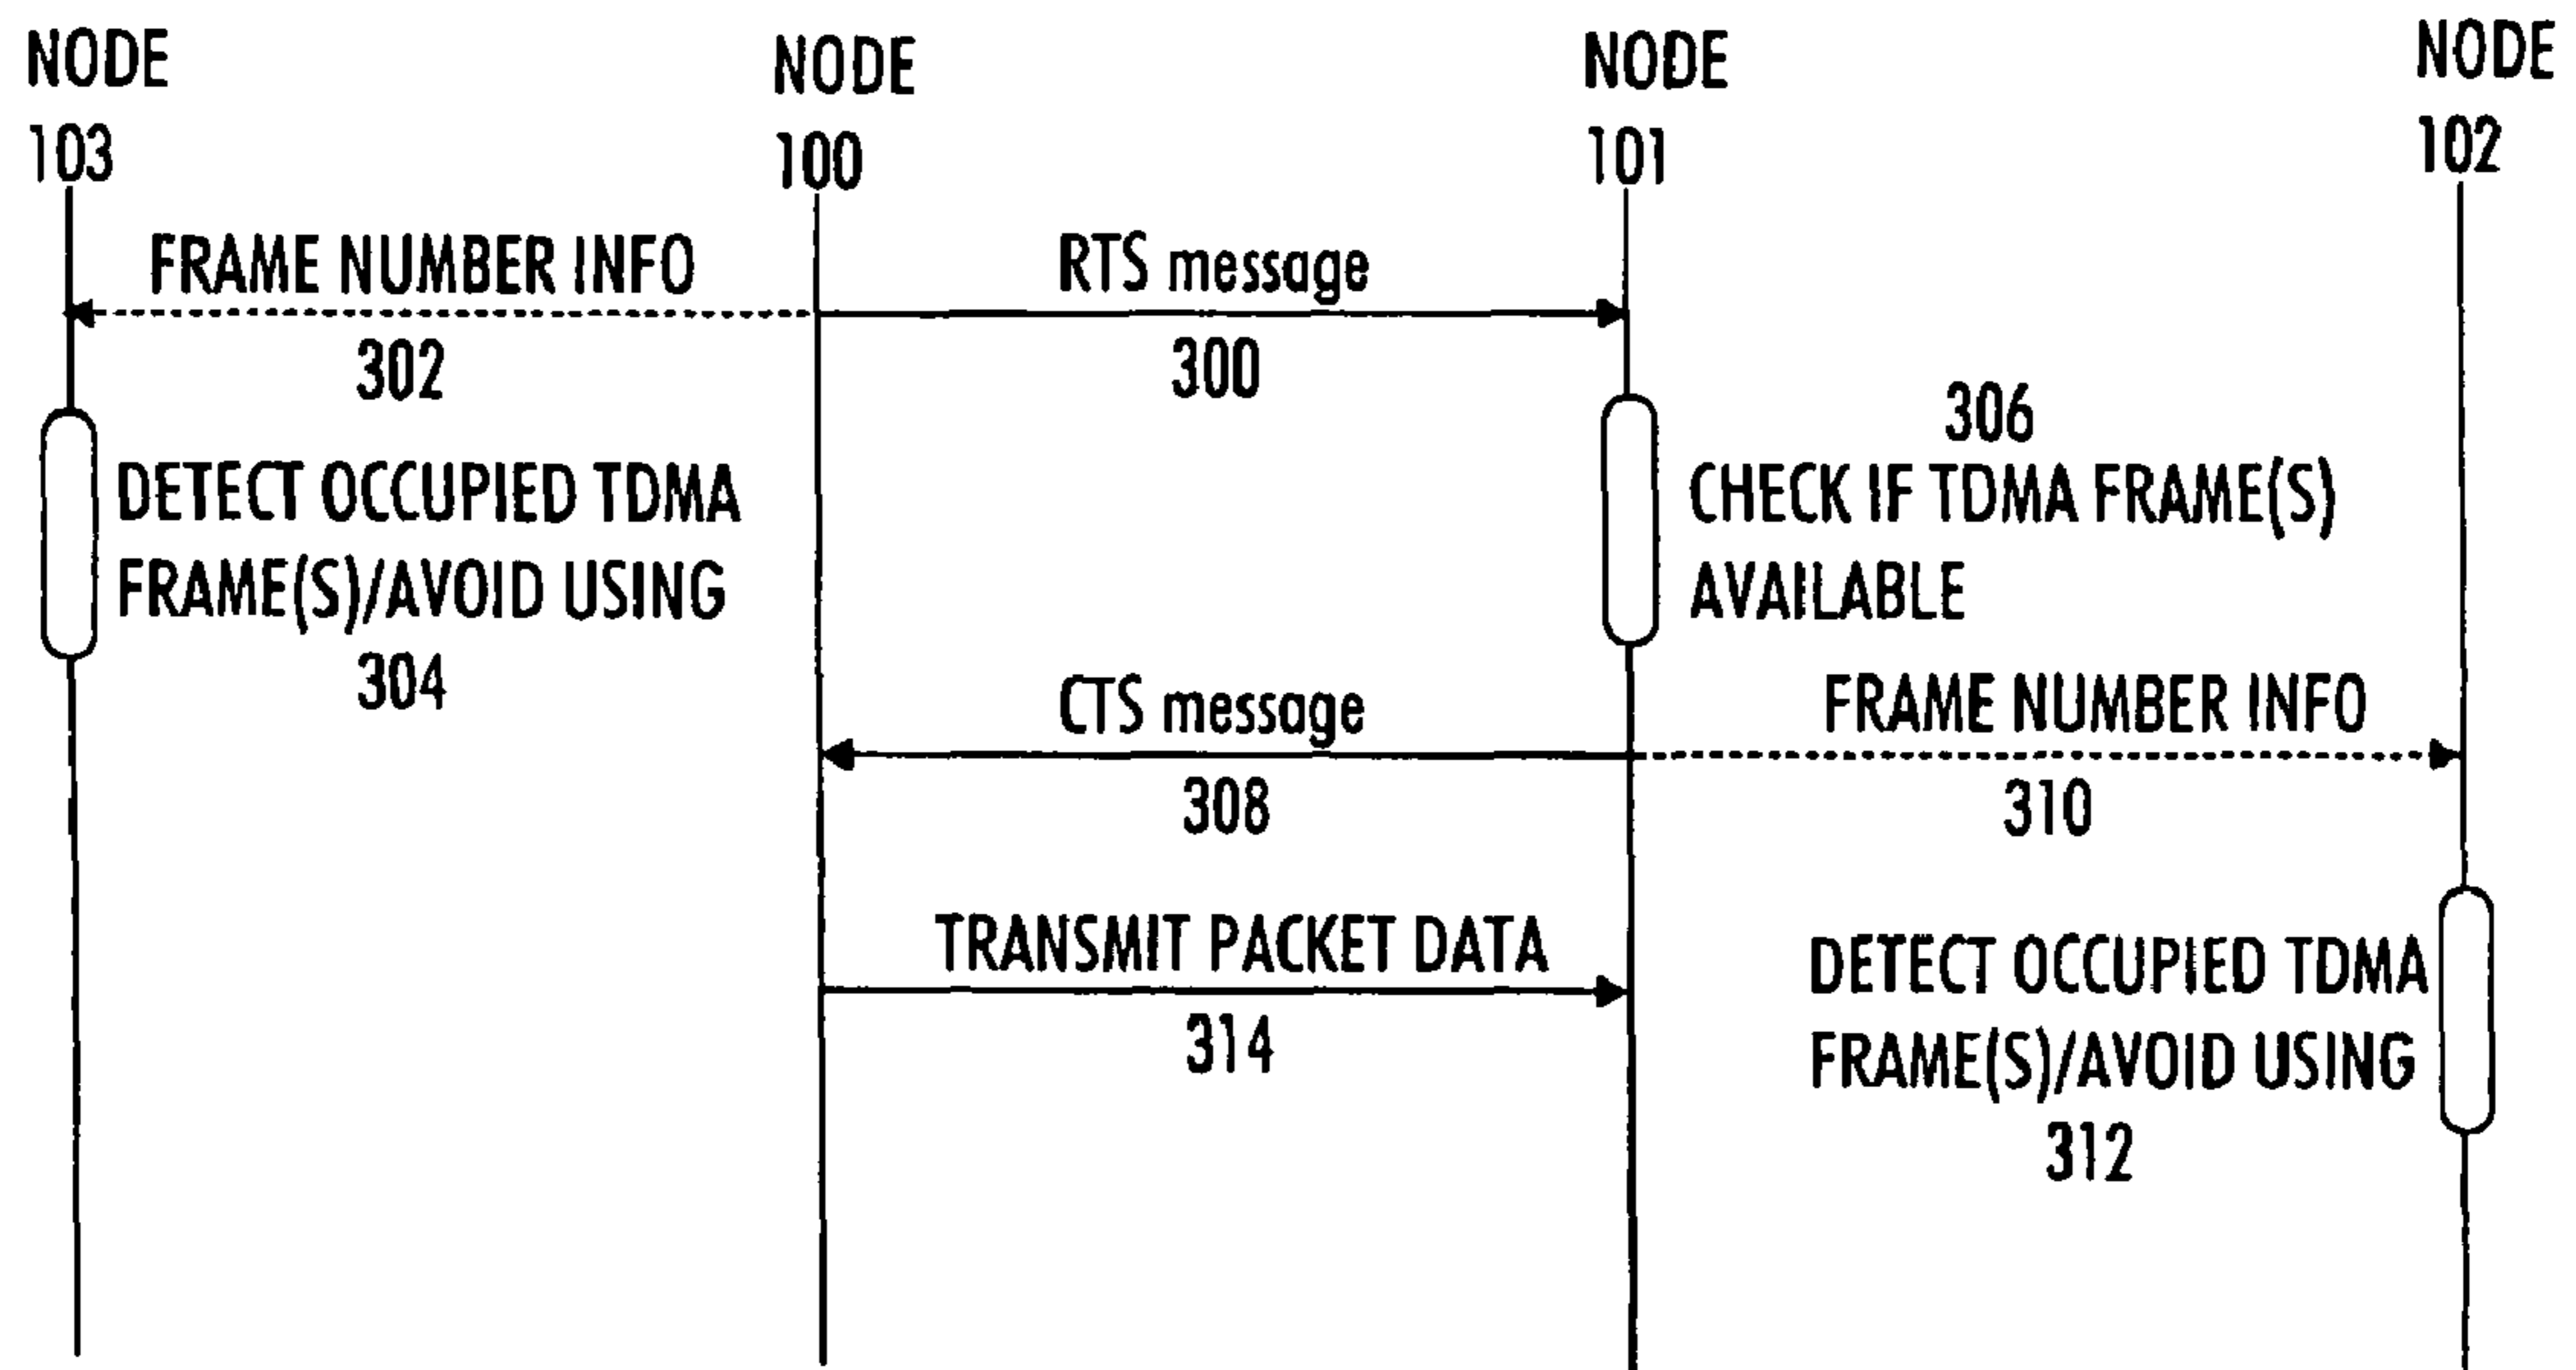 NODE
103
NODE
100
NODE
101
NODE
102
FRAME NUMBER INFO
302
RTS message
300
DETECT OCCUPIED TDMA
FRAME(S)/AVOID USING
304
306
CHECK IF TDMA FRAME(S)
AVAILABLE
CTS message
308
FRAME NUMBER INFO
310
TRANSMIT PACKET DATA
314
DETECT OCCUPIED TDMA
FRAME(S)/AVOID USING
312